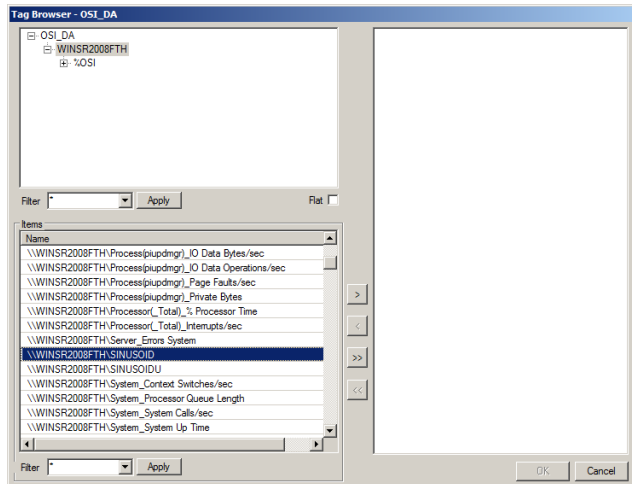 Tag Browser - OSI_DA
OSI_DA
WINSR2008FTH
%OSI
Filter * Apply Flat
Items
Name
\\WINSR2008FTH\Process(piupdmgr)_IO Data Bytes/sec
\\WINSR2008FTH\Process(piupdmgr)_IO Data Operations/sec
\\WINSR2008FTH\Process(piupdmgr)_Page Faults/sec
\\WINSR2008FTH\Process(piupdmgr)_Private Bytes
\\WINSR2008FTH\Processor(_Total)_% Processor Time
\\WINSR2008FTH\Processor(_Total)_Interrupts/sec
\\WINSR2008FTH\Server_Errors System
\\WINSR2008FTH\SINUSOID
\\WINSR2008FTH\SINUSOIDU
\\WINSR2008FTH\System_Context Switches/sec
\\WINSR2008FTH\System_Processor Queue Length
\\WINSR2008FTH\System_System Calls/sec
\\WINSR2008FTH\System_System Up Time
>
<
>>
<<
Filter * Apply
OK Cancel